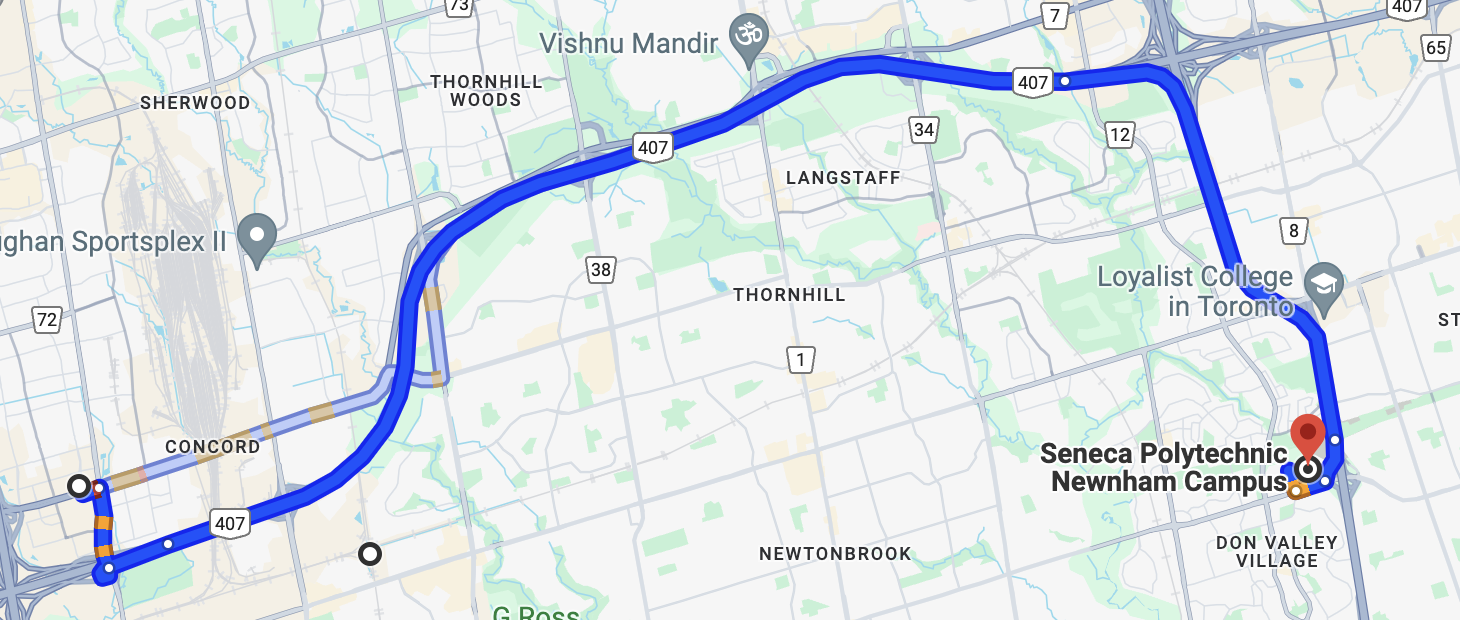 73
7
407
65
Vishnu Mandir
THORNHILL
WOODS
SHERWOOD
407
34
12
407
LANGSTAFF
ughan Sportsplex II
8
38
Loyalist College
in Toronto
THORNHILL
72
ST
1
CONCORD
Seneca Polytechnic
Newnham Campus
407
NEWTONBROOK
DON VALLEY
VILLAGE
G Ross